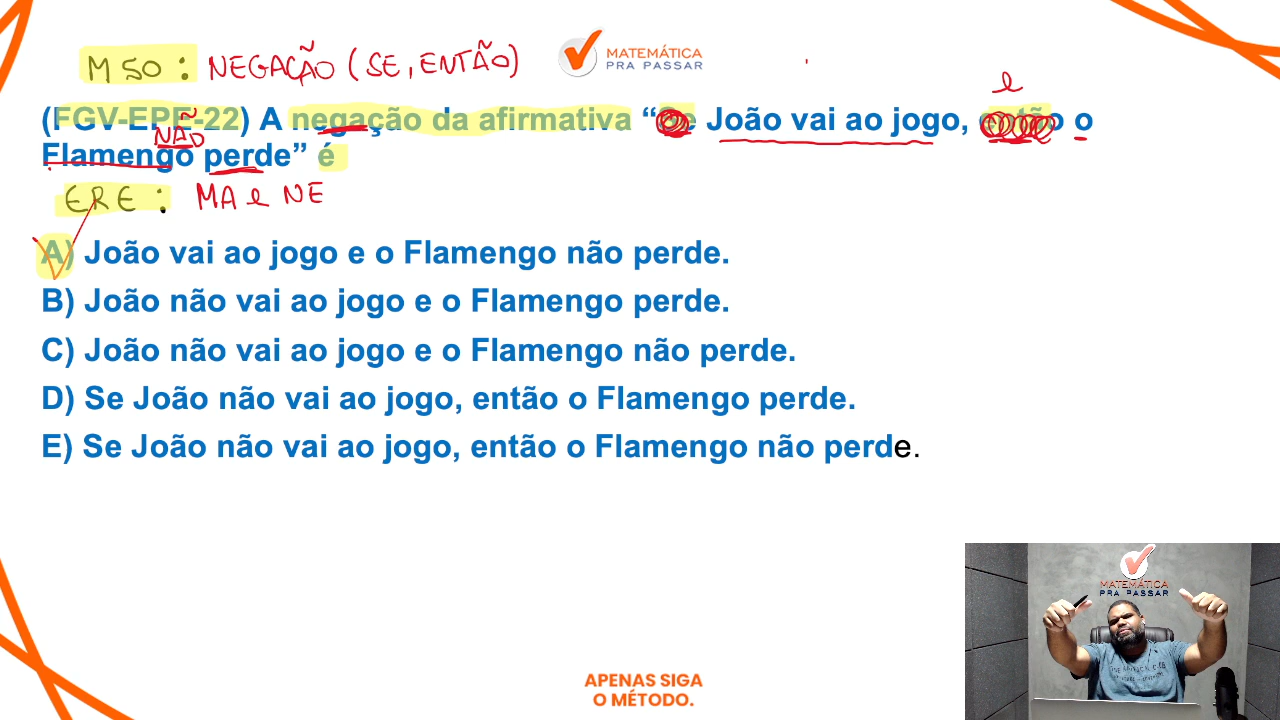 M50: NEGAÇÃO (SE, ENTÃO)
MATEMÁTICA
PRA PASSAR
e
(FGV-EPE-22) A negação da afirmativa “Se João vai ao jogo, então o
NÃO
Flamengo perde” é
ERE: MA e NE
A) João vai ao jogo e o Flamengo não perde.
B) João não vai ao jogo e o Flamengo perde.
C) João não vai ao jogo e o Flamengo não perde.
D) Se João não vai ao jogo, então o Flamengo perde.
E) Se João não vai ao jogo, então o Flamengo não perde.
MATEMÁTICA
PRA PASSAR
APENAS SIGA
O MÉTODO.